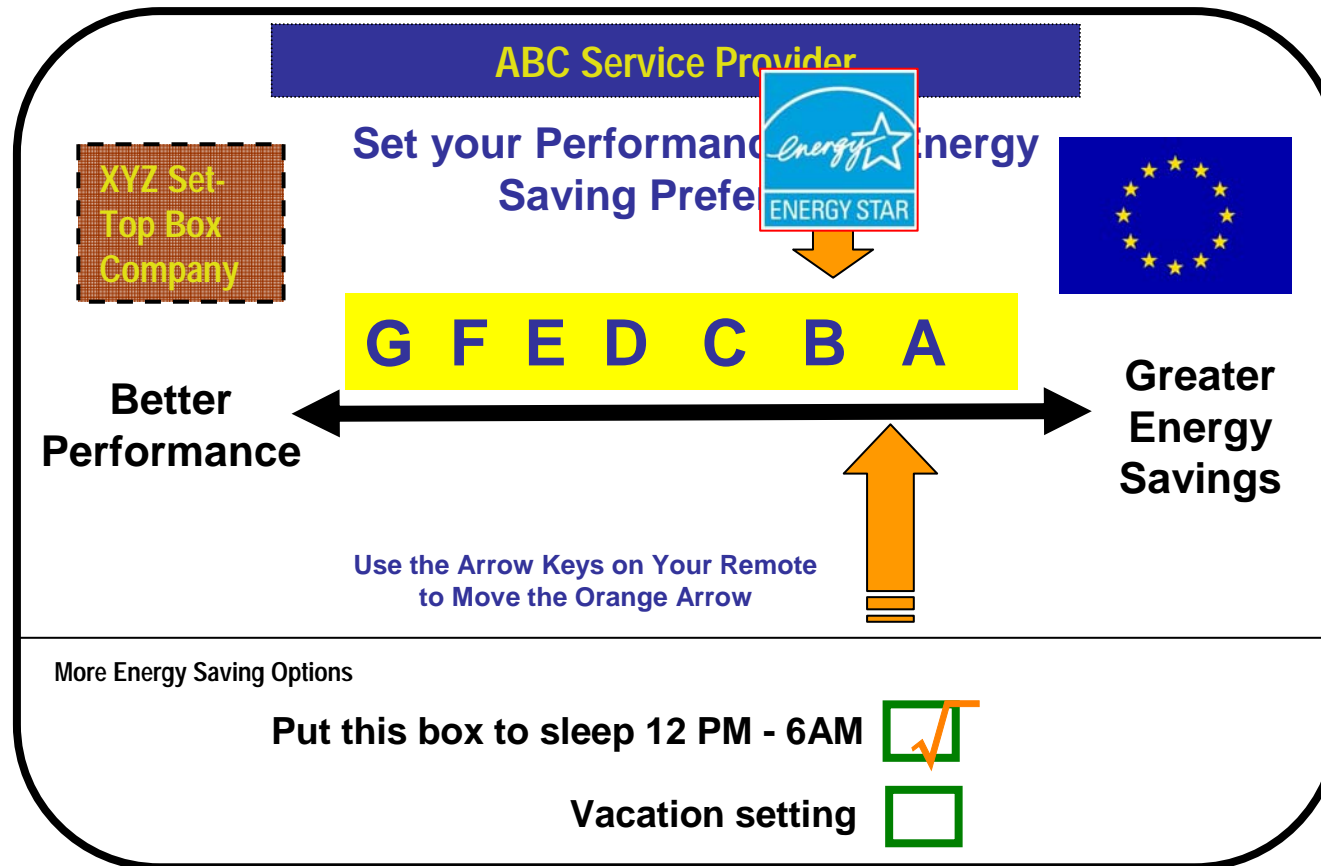 ABC Service Provider
Set your Performanc Energy
Saving Prefe
energy
ENERGY STAR
XYZ Set-
Top Box
Company
G F E D C B A
Better
Performance
Greater
Energy
Savings
Use the Arrow Keys on Your Remote
to Move the Orange Arrow
More Energy Saving Options
Put this box to sleep 12 PM - 6AM
Vacation setting